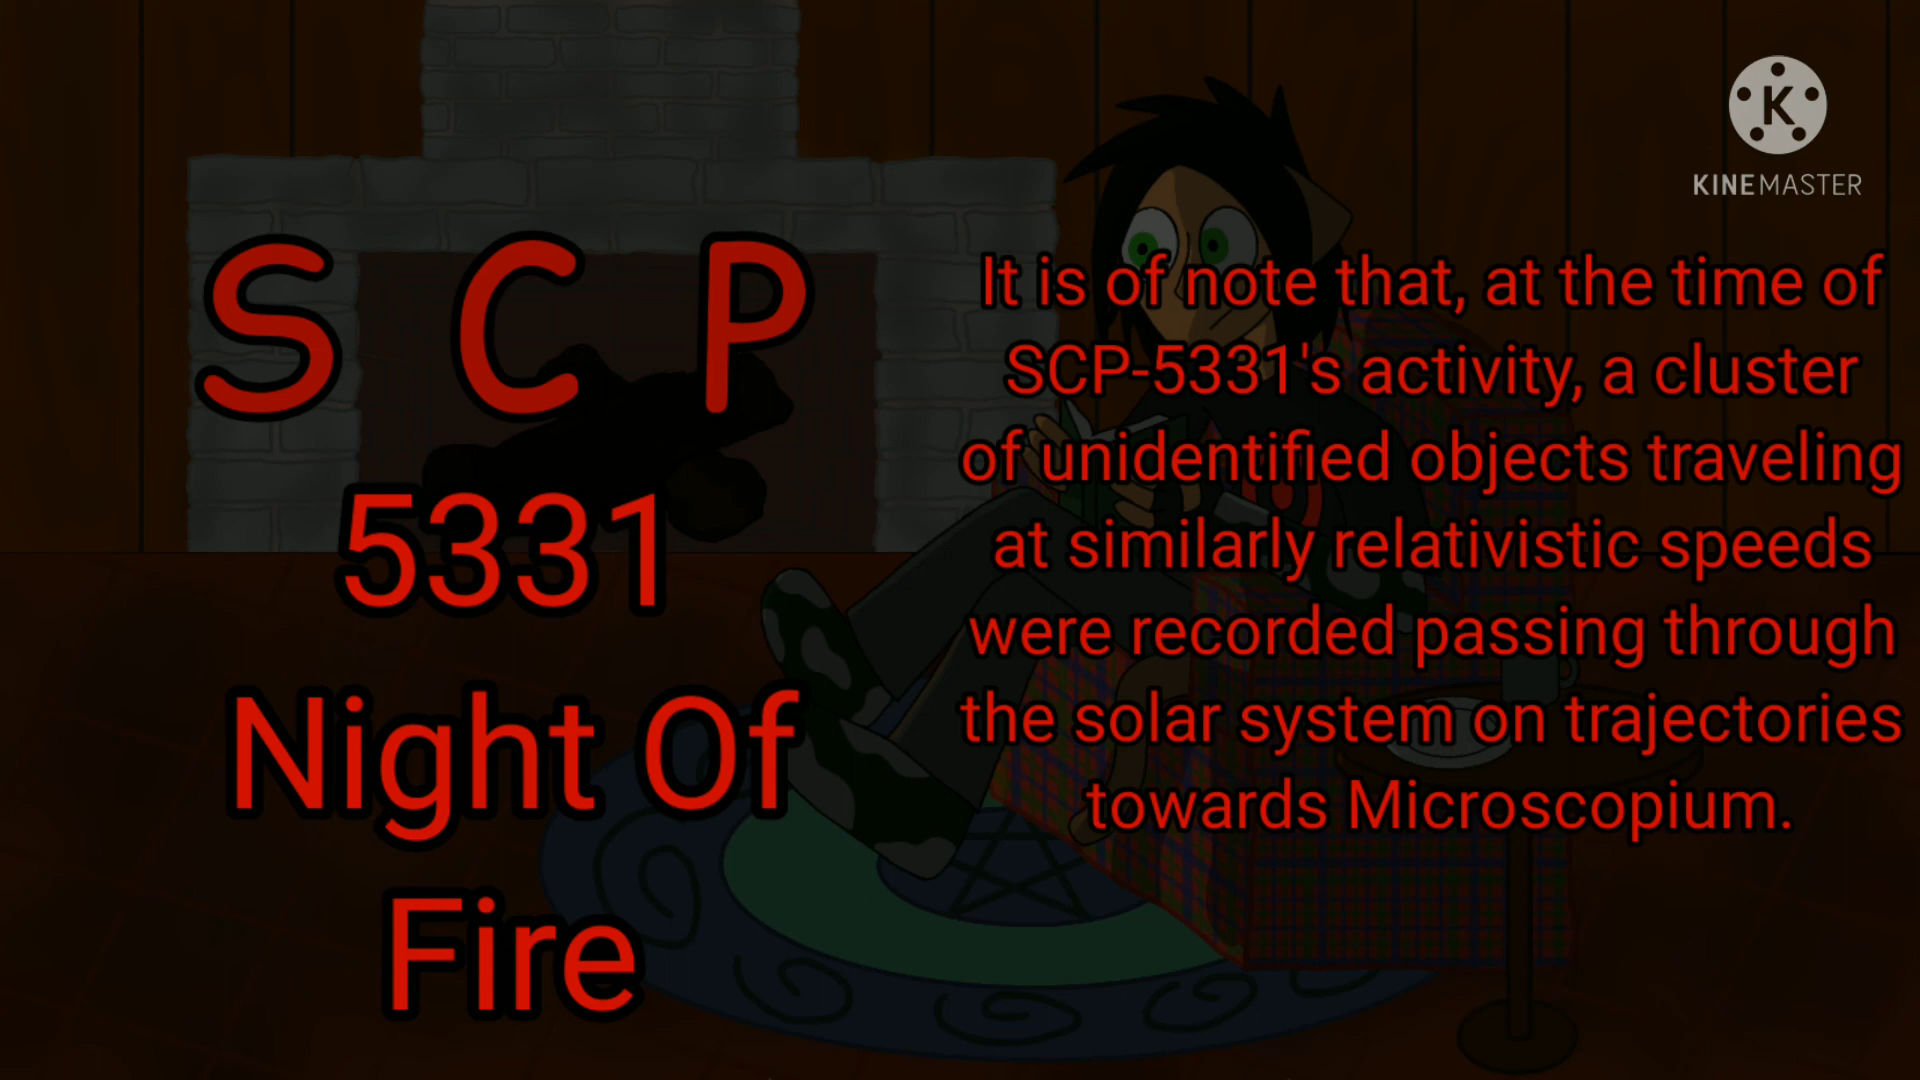 S C P
5331
Night Of
Fire
It is of note that, at the time of
SCP-5331's activity, a cluster
of unidentified objects traveling
at similarly relativistic speeds
were recorded passing through
the solar system on trajectories
towards Microscopium.
K
KINEMASTER